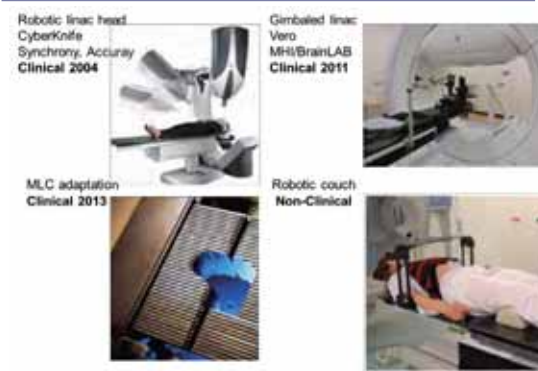 Robotic linac head
CyberKnife
Synchrony, Accuray
Clinical 2004
Gimbaled linac
Vero
MHI/BrainLAB
Clinical 2011
MLC adaptation
Clinical 2013
Robotic couch
Non-Clinical